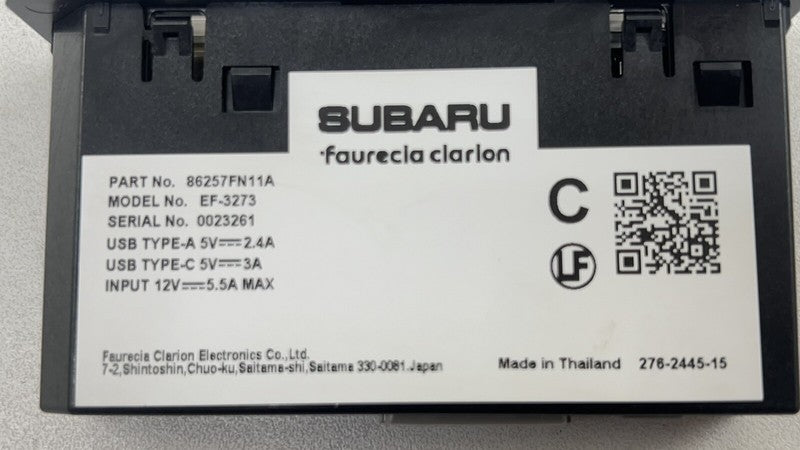 SUBARU
faurecia clarion
PART No. 86257FN11A
MODEL No. EF-3273
SERIAL No. 0023261
USB TYPE-A 5V⎓2.4A
USB TYPE-C 5V⎓3A
INPUT 12V⎓5.5A MAX
C
LF
Faurecia Clarion Electronics Co.,Ltd.
7-2,Shintoshin,Chuo-ku,Saitama-shi,Saitama 330-0081.Japan
Made in Thailand 276-2445-15